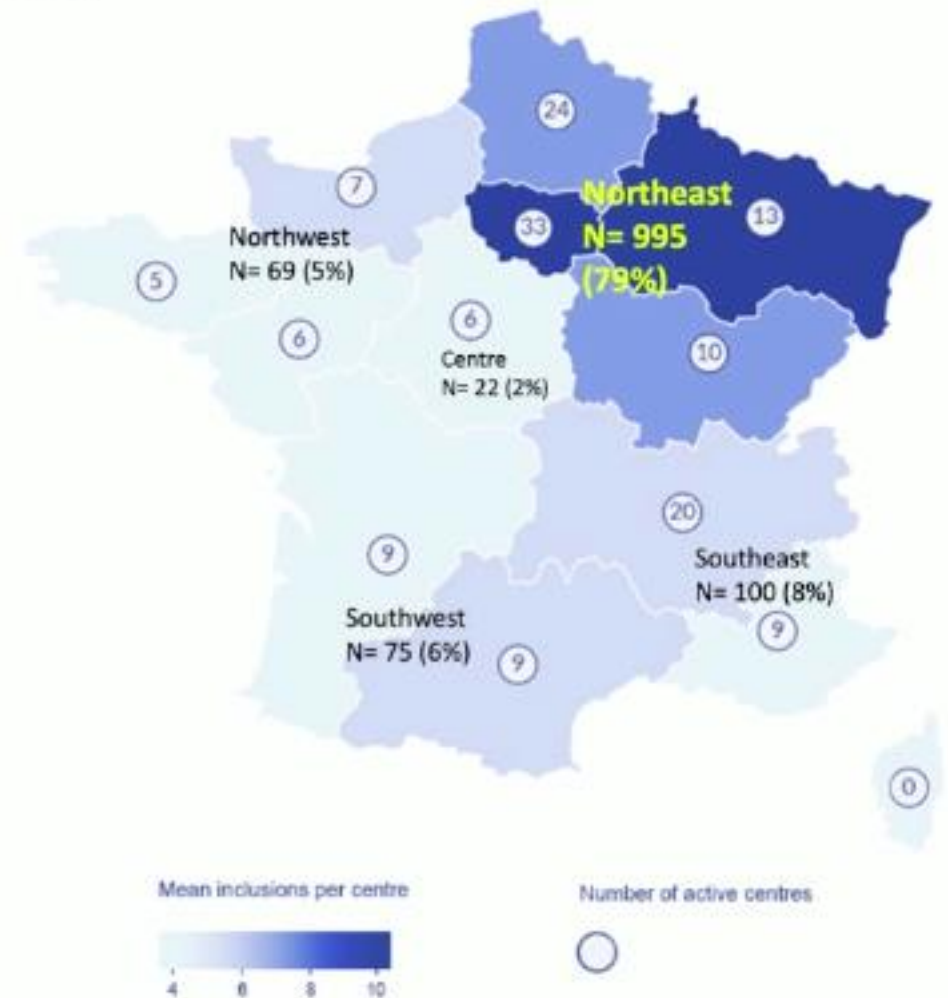 24
7
Northeast
N= 995
(79%)
33
13
Northwest
N= 69 (5%)
5
6
6
Centre
N= 22 (2%)
10
20
9
Southeast
N= 100 (8%)
9
Southwest
N= 75 (6%)
9
0
Mean inclusions per centre
4 6 8 10
Number of active centres